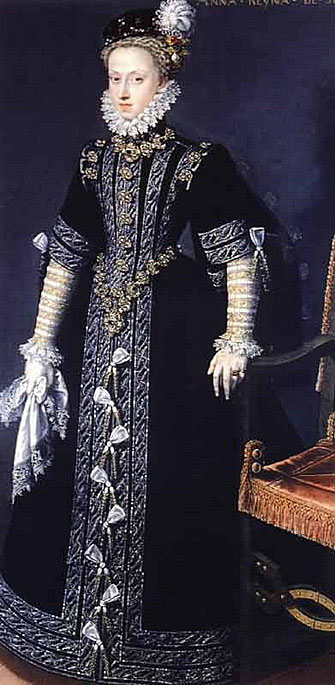 ANNA · REYNA · DE